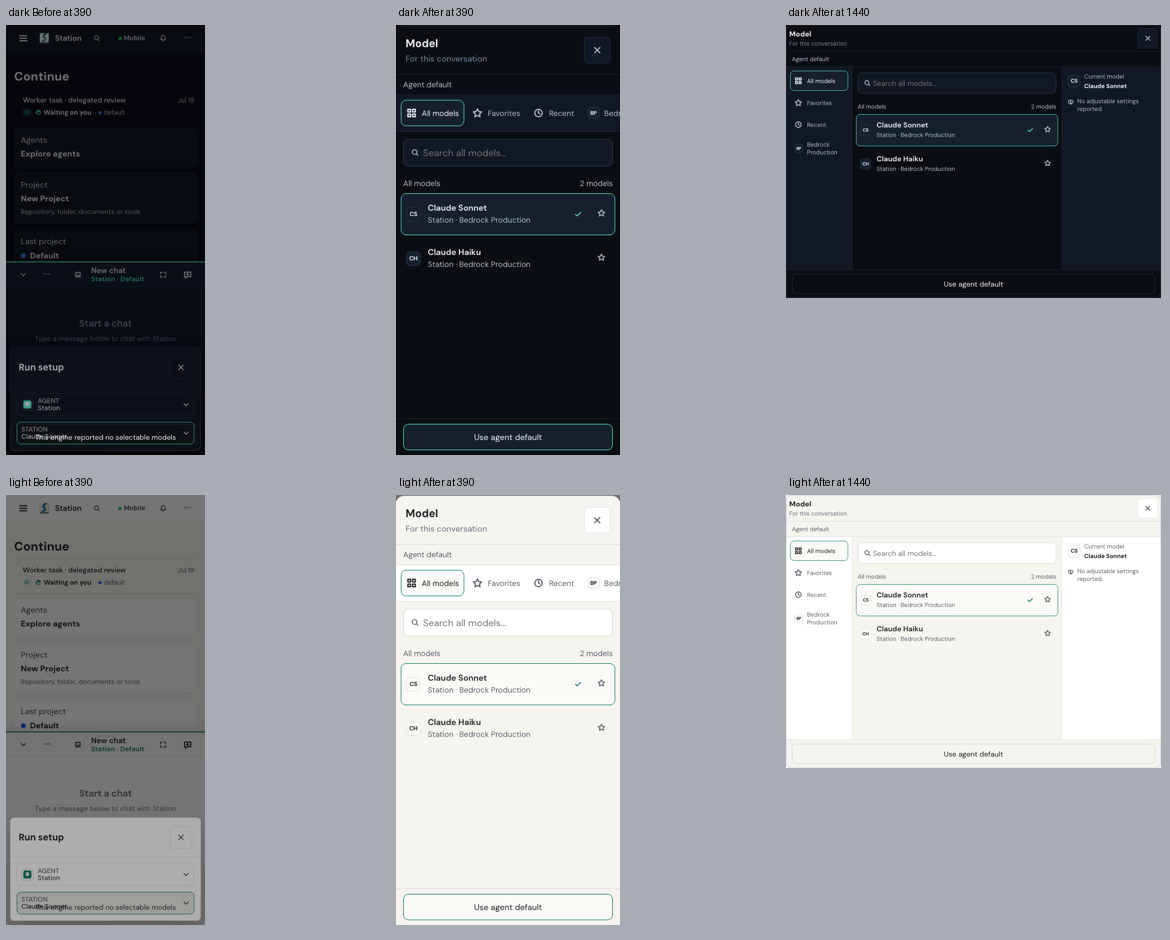 dark Before at 390
Station
Mobile
Continue
Worker task · delegated review
Jul 19
Waiting on you · default
Agents
Explore agents
Project
New Project
Repository, folder, documents or tools
Last project
Default
New chat
Station · Default
Start a chat
Type a message below to chat with Station
Run setup
AGENT
Station
STATION
This engine reported no selectable models
dark After at 390
Model
For this conversation
Agent default
All models
Favorites
Recent
BP
Search all models...
All models
2 models
CS
Claude Sonnet
Station · Bedrock Production
CH
Claude Haiku
Station · Bedrock Production
Use agent default
dark After at 1440
Model
For this conversation
Agent default
All models
Favorites
Recent
BP
Bedrock
Production
Search all models...
All models
2 models
CS
Claude Sonnet
Station · Bedrock Production
CH
Claude Haiku
Station · Bedrock Production
CS
Current model
Claude Sonnet
No adjustable settings
reported.
Use agent default
light Before at 390
Station
Mobile
Continue
Worker task · delegated review
Jul 19
Waiting on you · default
Agents
Explore agents
Project
New Project
Repository, folder, documents or tools
Last project
Default
New chat
Station · Default
Start a chat
Type a message below to chat with Station
Run setup
AGENT
Station
STATION
This engine reported no selectable models
light After at 390
Model
For this conversation
Agent default
All models
Favorites
Recent
BP
Search all models...
All models
2 models
CS
Claude Sonnet
Station · Bedrock Production
CH
Claude Haiku
Station · Bedrock Production
Use agent default
light After at 1440
Model
For this conversation
Agent default
All models
Favorites
Recent
BP
Bedrock
Production
Search all models...
All models
2 models
CS
Claude Sonnet
Station · Bedrock Production
CH
Claude Haiku
Station · Bedrock Production
CS
Current model
Claude Sonnet
No adjustable settings
reported.
Use agent default